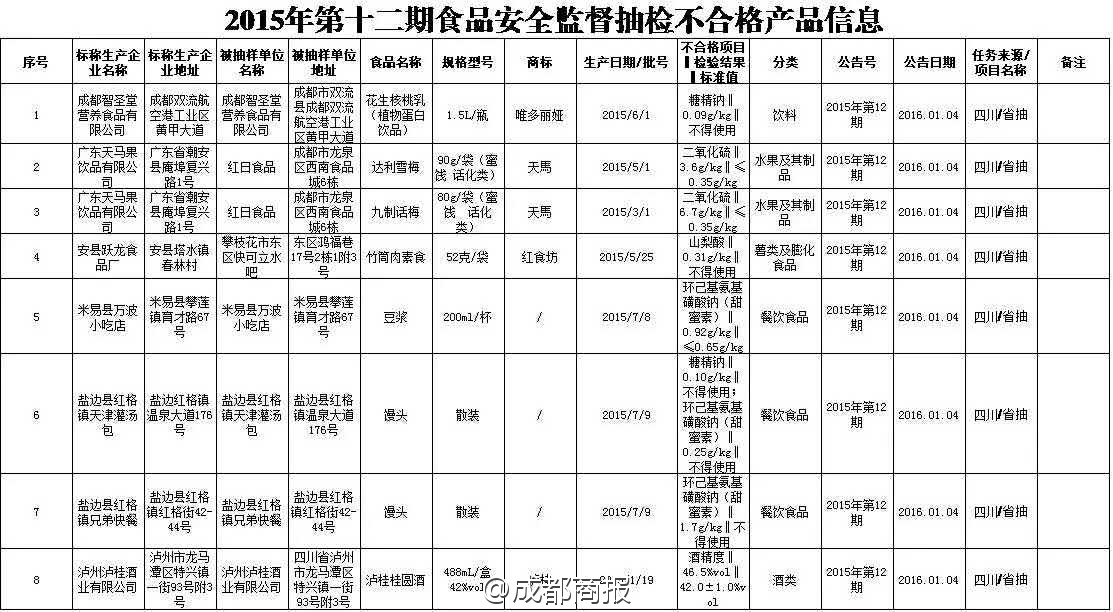 2015年第十二期食品安全监督抽检不合格产品信息
序号 标称生产企业名称 标称生产企业地址 被抽样单位名称 被抽样单位地址 食品名称 规格型号 商标 生产日期/批号 不合格项目‖检验结果‖标准值 分类 公告号 公告日期 任务来源/项目名称 备注
1 成都智圣堂营养食品有限公司 成都双流航空港工业区黄甲大道 成都智圣堂营养食品有限公司 成都市双流县成都双流航空港工业区黄甲大道 花生核桃乳（植物蛋白饮品） 1.5L/瓶 唯多丽娅 2015/6/1 糖精钠‖0.09g/kg‖不得使用 饮料 2015年第12期 2016.01.04 四川/省抽
2 广东天马果饮品有限公司 广东省潮安县庵埠复兴路1号 红日食品 成都市龙泉区西南食品城6栋 达利雪梅 90g/袋（蜜饯 话化类） 天馬 2015/5/1 二氧化硫‖3.6g/kg‖≤0.35g/kg 水果及其制品 2015年第12期 2016.01.04 四川/省抽
3 广东天马果饮品有限公司 广东省潮安县庵埠复兴路1号 红日食品 成都市龙泉区西南食品城6栋 九制话梅 80g/袋（蜜饯 话化类） 天馬 2015/3/1 二氧化硫‖6.7g/kg‖≤0.35g/kg 水果及其制品 2015年第12期 2016.01.04 四川/省抽
4 安县跃龙食品厂 安县塔水镇春林村 攀枝花市东区快可立水吧 东区鸿福巷17号2栋1附3号 竹筒肉素食 52克/袋 红食坊 2015/5/25 山梨酸‖0.31g/kg‖不得使用 薯类及膨化食品 2015年第12期 2016.01.04 四川/省抽
5 米易县万波小吃店 米易县攀莲镇育才路67号 米易县万波小吃店 米易县攀莲镇育才路67号 豆浆 200ml/杯 / 2015/7/8 环己基氨基磺酸钠（甜蜜素）‖0.92g/kg‖≤0.65g/kg 餐饮食品 2015年第12期 2016.01.04 四川/省抽
6 盐边县红格镇天津灌汤包 盐边红格镇温泉大道176号 盐边县红格镇天津灌汤包 盐边县红格镇温泉大道176号 馒头 散装 / 2015/7/9 糖精钠‖0.10g/kg‖不得使用；环己基氨基磺酸钠（甜蜜素）‖0.25g/kg‖不得使用 餐饮食品 2015年第12期 2016.01.04 四川/省抽
7 盐边县红格镇兄弟快餐 盐边县红格镇红格街42-44号 盐边县红格镇兄弟快餐 盐边县红格镇红格街42-44号 馒头 散装 / 2015/7/9 环己基氨基磺酸钠（甜蜜素）‖1.7g/kg‖不得使用 餐饮食品 2015年第12期 2016.01.04 四川/省抽
8 泸州泸桂酒业有限公司 泸州市龙马潭区特兴镇一街93号附3号 泸州泸桂酒业有限公司 四川省泸州市龙马潭区特兴镇一街93号附3号 泸桂桂圆酒 488mL/盒 42%vol 1/19 酒精度‖46.5%vol‖42.0±1.0%vol 酒类 2015年第12期 2016.01.04 四川/省抽
@成都商报